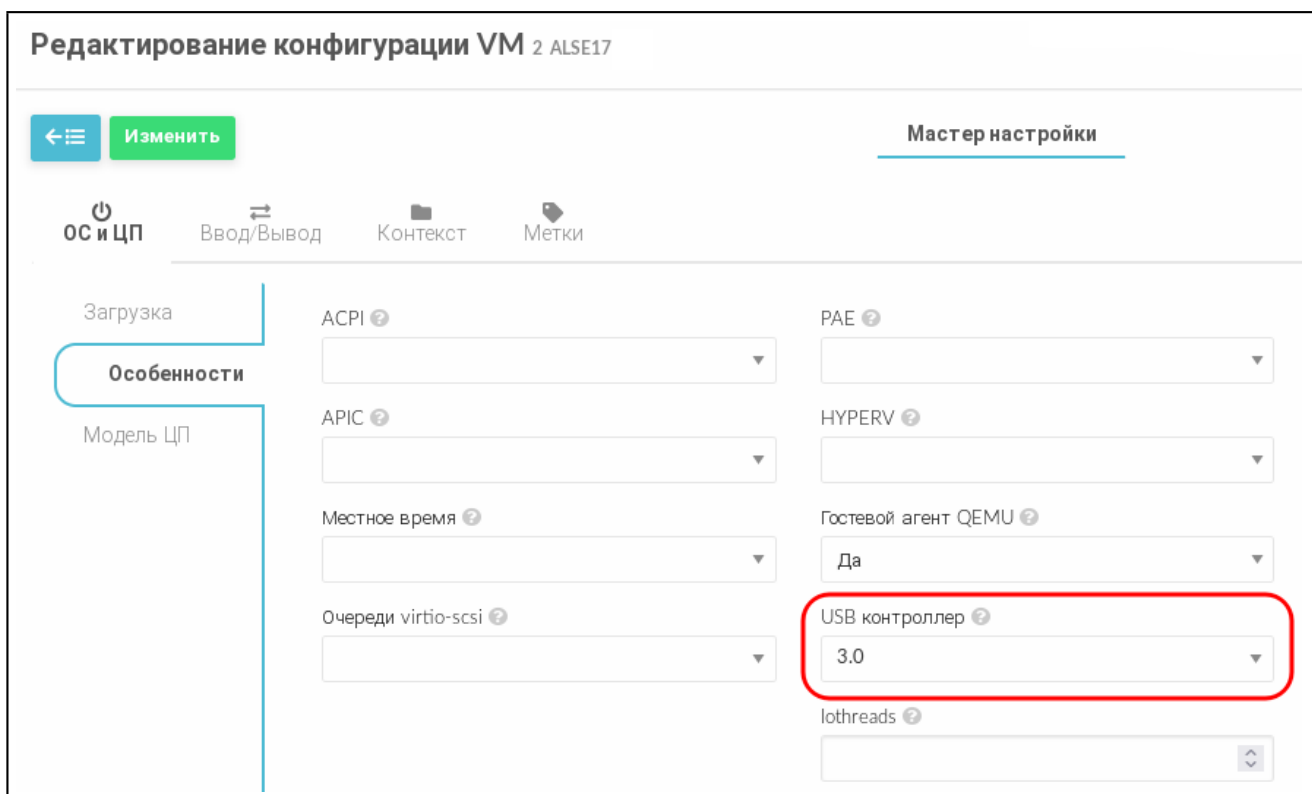 Редактирование конфигурации VM 2 ALSE17
Изменить
Мастер настройки
ОС и ЦП Ввод/Вывод Контекст Метки
Загрузка
Особенности
Модель ЦП
ACPI PAE
APIC HYPERV
Местное время Гостевой агент QEMU
Да
Очереди virtio-scsi USB контроллер
3.0
Iothreads